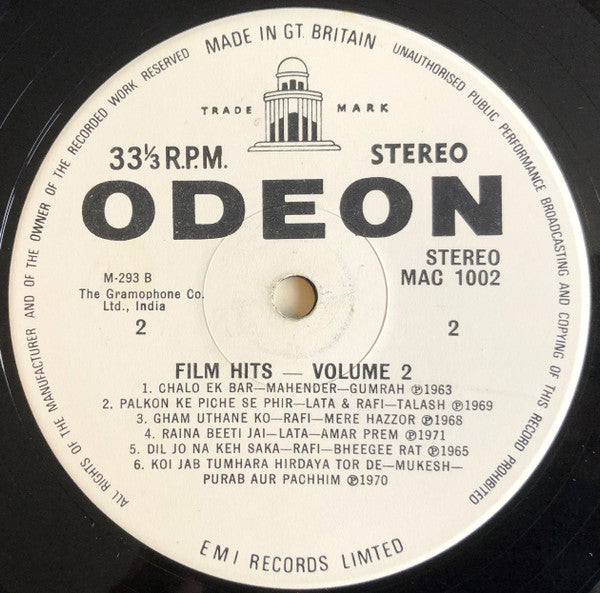 MADE IN GT. BRITAIN
UNAUTHORISED PUBLIC PERFORMANCE BROADCASTING AND COPYING OF THIS RECORD PROHIBITED
ALL RIGHTS OF THE MANUFACTURER AND OF THE OWNER OF THE RECORDED WORK RESERVED
TRADE MARK
33⅓ R.P.M. STEREO
ODEON
STEREO
MAC 1002
M-293 B
The Gramophone Co.
Ltd., India
2 2
FILM HITS — VOLUME 2
1. CHALO EK BAR—MAHENDER—GUMRAH ℗1963
2. PALKON KE PICHE SE PHIR—LATA & RAFI—TALASH ℗1969
3. GHAM UTHANE KO—RAFI—MERE HAZZOR ℗1968
4. RAINA BEETI JAI—LATA—AMAR PREM ℗1971
5. DIL JO NA KEH SAKA—RAFI—BHEEGEE RAT ℗1965
6. KOI JAB TUMHARA HIRDAYA TOR DE—MUKESH—
PURAB AUR PACHHIM ℗1970
EMI RECORDS LIMTED